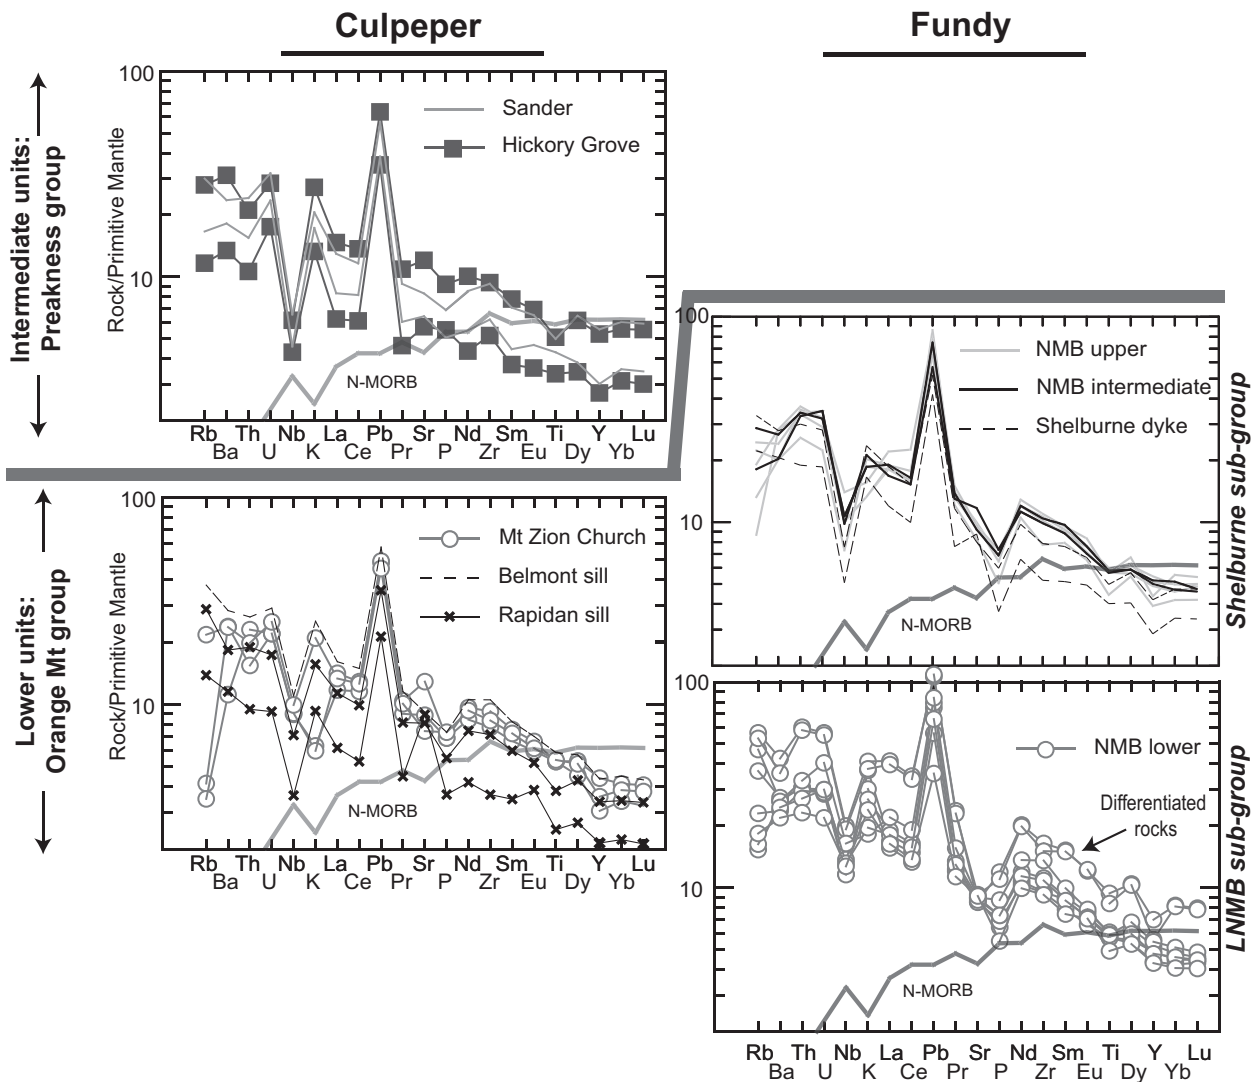 Culpeper
Fundy
Intermediate units:
Preakness group
Rock/Primitive Mantle
100
10
Sander
Hickory Grove
N-MORB
Rb Th Nb La Pb Sr Nd Sm Ti Y Lu
Ba U K Ce Pr P Zr Eu Dy Yb
Lower units:
Orange Mt group
Rock/Primitive Mantle
100
10
Mt Zion Church
Belmont sill
Rapidan sill
N-MORB
Rb Th Nb La Pb Sr Nd Sm Ti Y Lu
Ba U K Ce Pr P Zr Eu Dy Yb
100
10
NMB upper
NMB intermediate
Shelburne dyke
N-MORB
Shelburne sub-group
100
10
NMB lower
Differentiated
rocks
N-MORB
LNMB sub-group
Rb Th Nb La Pb Sr Nd Sm Ti Y Lu
Ba U K Ce Pr P Zr Eu Dy Yb